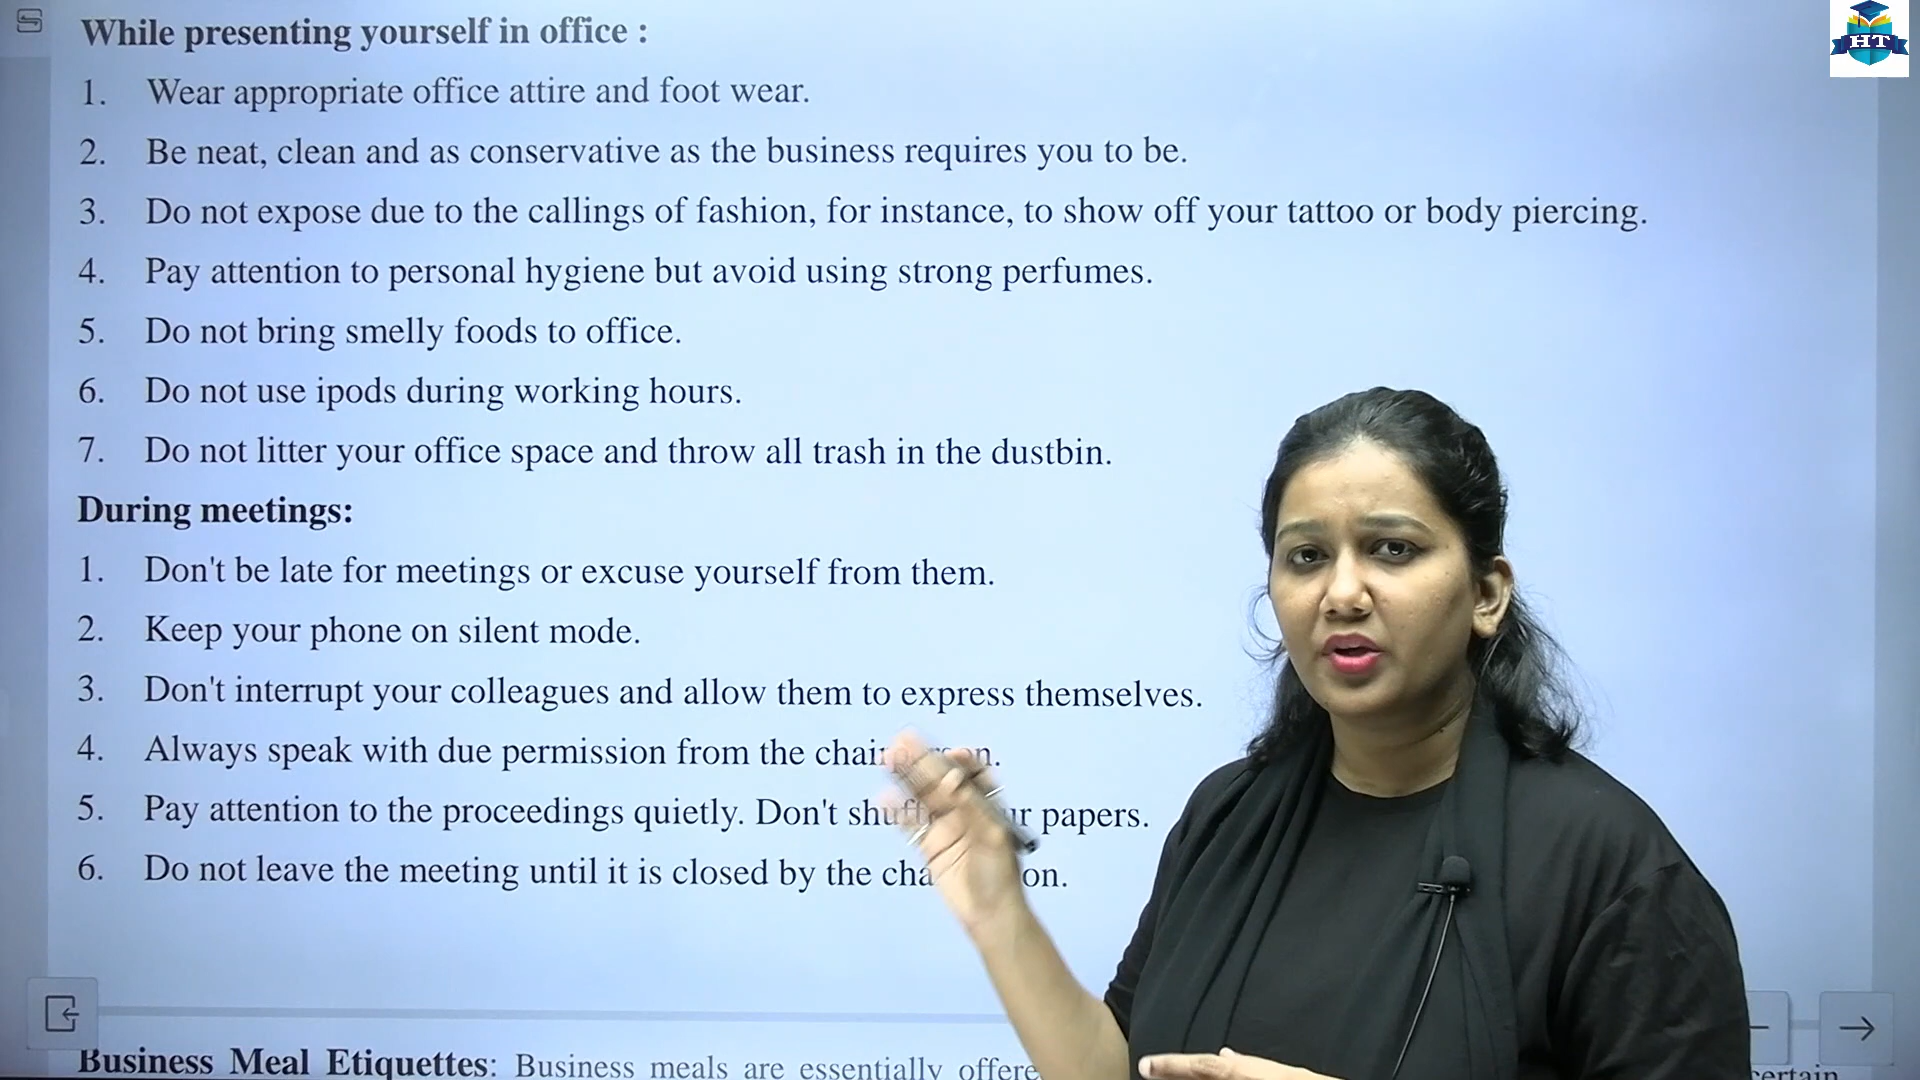 HT
While presenting yourself in office :
1. Wear appropriate office attire and foot wear.
2. Be neat, clean and as conservative as the business requires you to be.
3. Do not expose due to the callings of fashion, for instance, to show off your tattoo or body piercing.
4. Pay attention to personal hygiene but avoid using strong perfumes.
5. Do not bring smelly foods to office.
6. Do not use ipods during working hours.
7. Do not litter your office space and throw all trash in the dustbin.
During meetings:
1. Don't be late for meetings or excuse yourself from them.
2. Keep your phone on silent mode.
3. Don't interrupt your colleagues and allow them to express themselves.
4. Always speak with due permission from the chairperson.
5. Pay attention to the proceedings quietly. Don't shuffle your papers.
6. Do not leave the meeting until it is closed by the chairperson.
Business Meal Etiquettes: Business meals are essentially certain